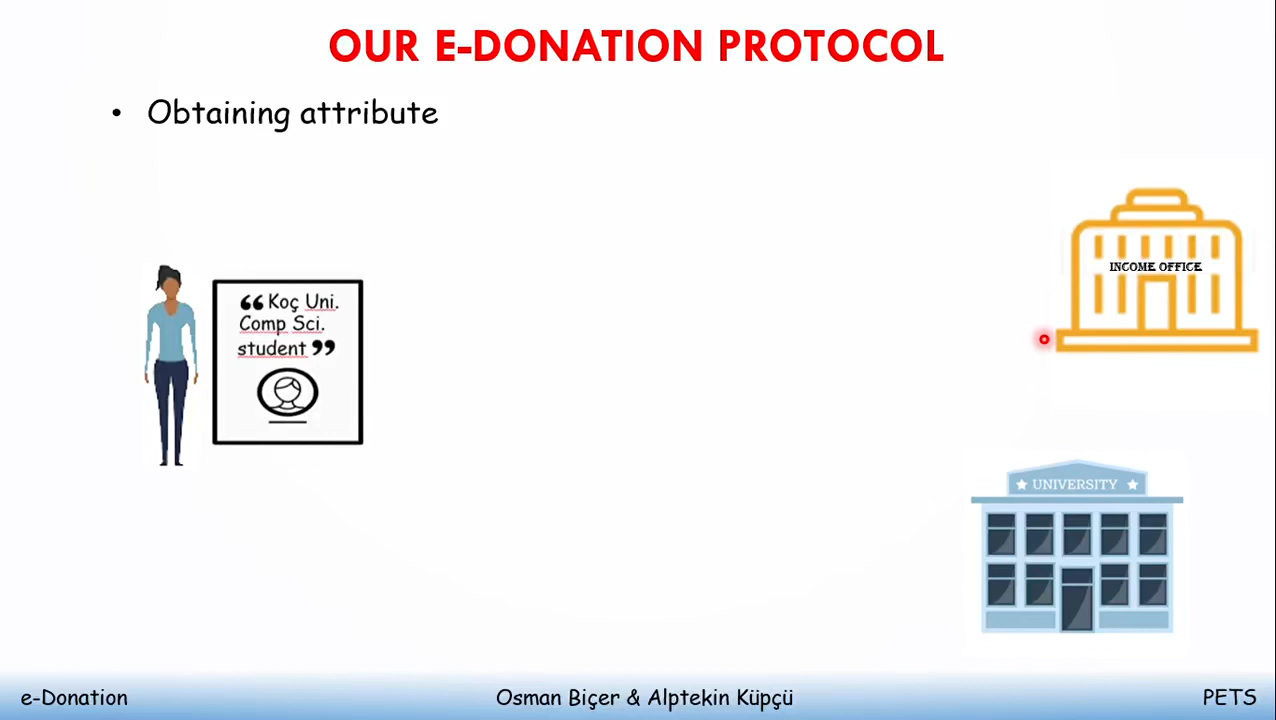 OUR E-DONATION PROTOCOL
• Obtaining attribute
INCOME OFFICE
“Koç Uni.
Comp Sci.
student”
UNIVERSITY
e-Donation
Osman Biçer & Alptekin Küpçü
PETS